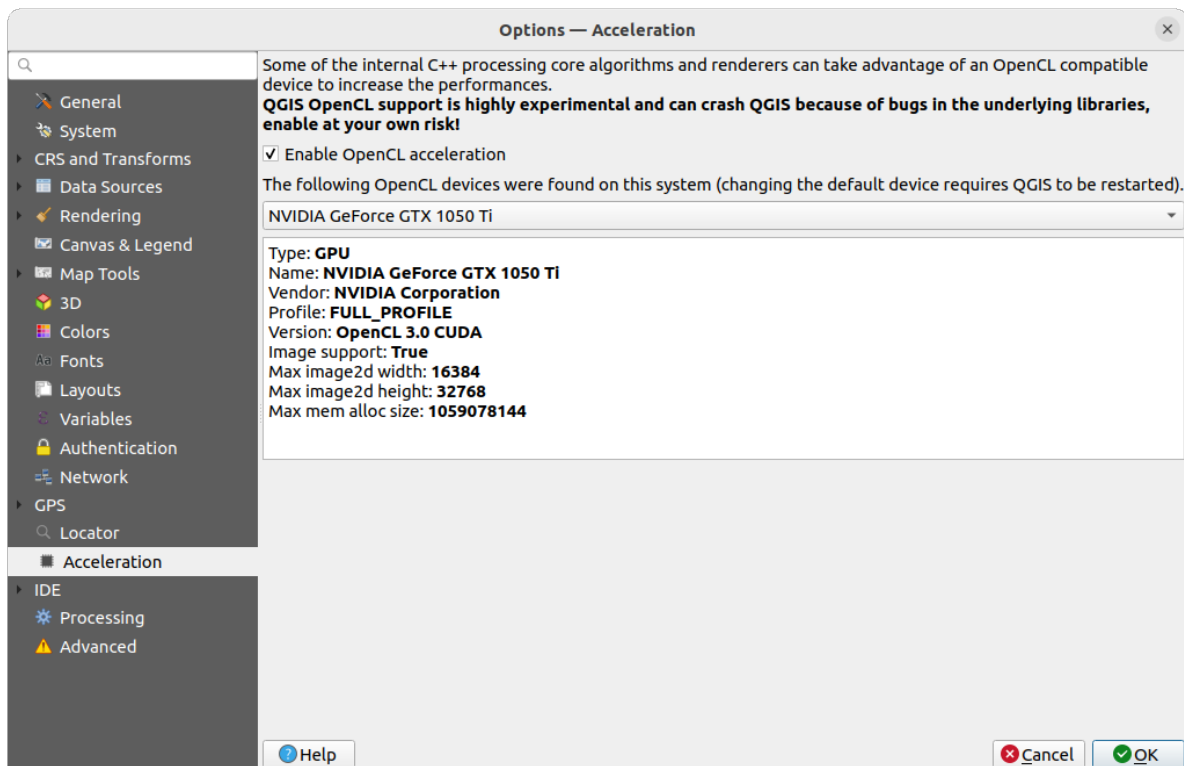 Options — Acceleration
General
System
CRS and Transforms
Data Sources
Rendering
Canvas & Legend
Map Tools
3D
Colors
Aa Fonts
Layouts
Variables
Authentication
Network
GPS
Locator
Acceleration
IDE
Processing
Advanced
Some of the internal C++ processing core algorithms and renderers can take advantage of an OpenCL compatible
device to increase the performances.
QGIS OpenCL support is highly experimental and can crash QGIS because of bugs in the underlying libraries,
enable at your own risk!
Enable OpenCL acceleration
The following OpenCL devices were found on this system (changing the default device requires QGIS to be restarted).
NVIDIA GeForce GTX 1050 Ti
Type: GPU
Name: NVIDIA GeForce GTX 1050 Ti
Vendor: NVIDIA Corporation
Profile: FULL_PROFILE
Version: OpenCL 3.0 CUDA
Image support: True
Max image2d width: 16384
Max image2d height: 32768
Max mem alloc size: 1059078144
Help
Cancel
OK